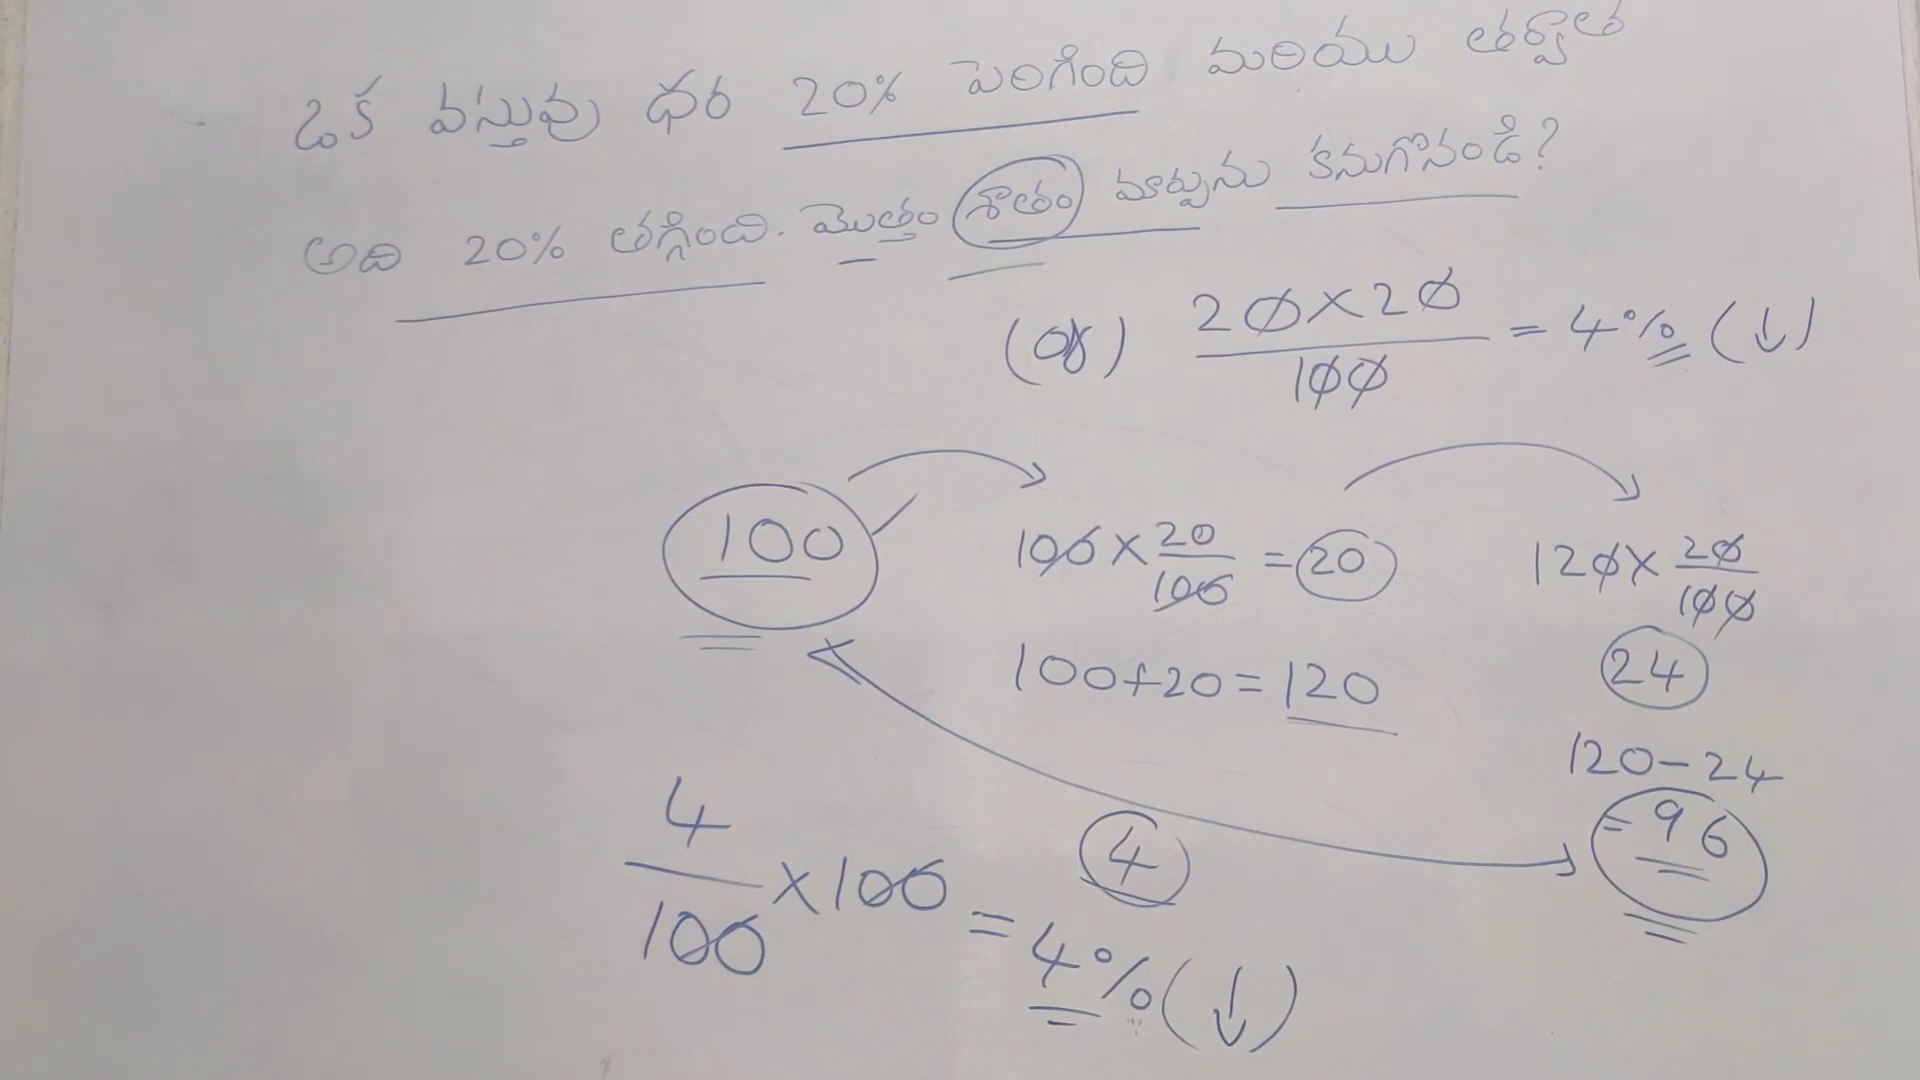 ఒక వస్తువు ధర 20% పెరిగింది మరియు తర్వాత
అది 20% తగ్గింది. మొత్తం శాతం మార్పును కనుగొనండి?
(or) 20×20/100 = 4% (↓)
100
100 × 20/100 = 20
120 × 20/100
100+20 = 120
24
120-24
= 96
4
4/100 × 100 = 4% (↓)